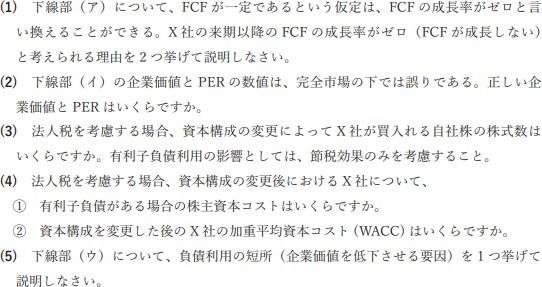 (1) 下線部（ア）について、FCF が一定であるという仮定は、FCF の成長率がゼロと言
い換えることができる。X 社の来期以降の FCF の成長率がゼロ（FCF が成長しない）
と考えられる理由を 2 つ挙げて説明しなさい。
(2) 下線部（イ）の企業価値と PER の数値は、完全市場の下では誤りである。正しい企
業価値と PER はいくらですか。
(3) 法人税を考慮する場合、資本構成の変更によって X 社が買入れる自社株の株式数は
いくらですか。有利子負債利用の影響としては、節税効果のみを考慮すること。
(4) 法人税を考慮する場合、資本構成の変更後における X 社について、
① 有利子負債がある場合の株主資本コストはいくらですか。
② 資本構成を変更した後の X 社の加重平均資本コスト（WACC）はいくらですか。
(5) 下線部（ウ）について、負債利用の短所（企業価値を低下させる要因）を 1 つ挙げて
説明しなさい。